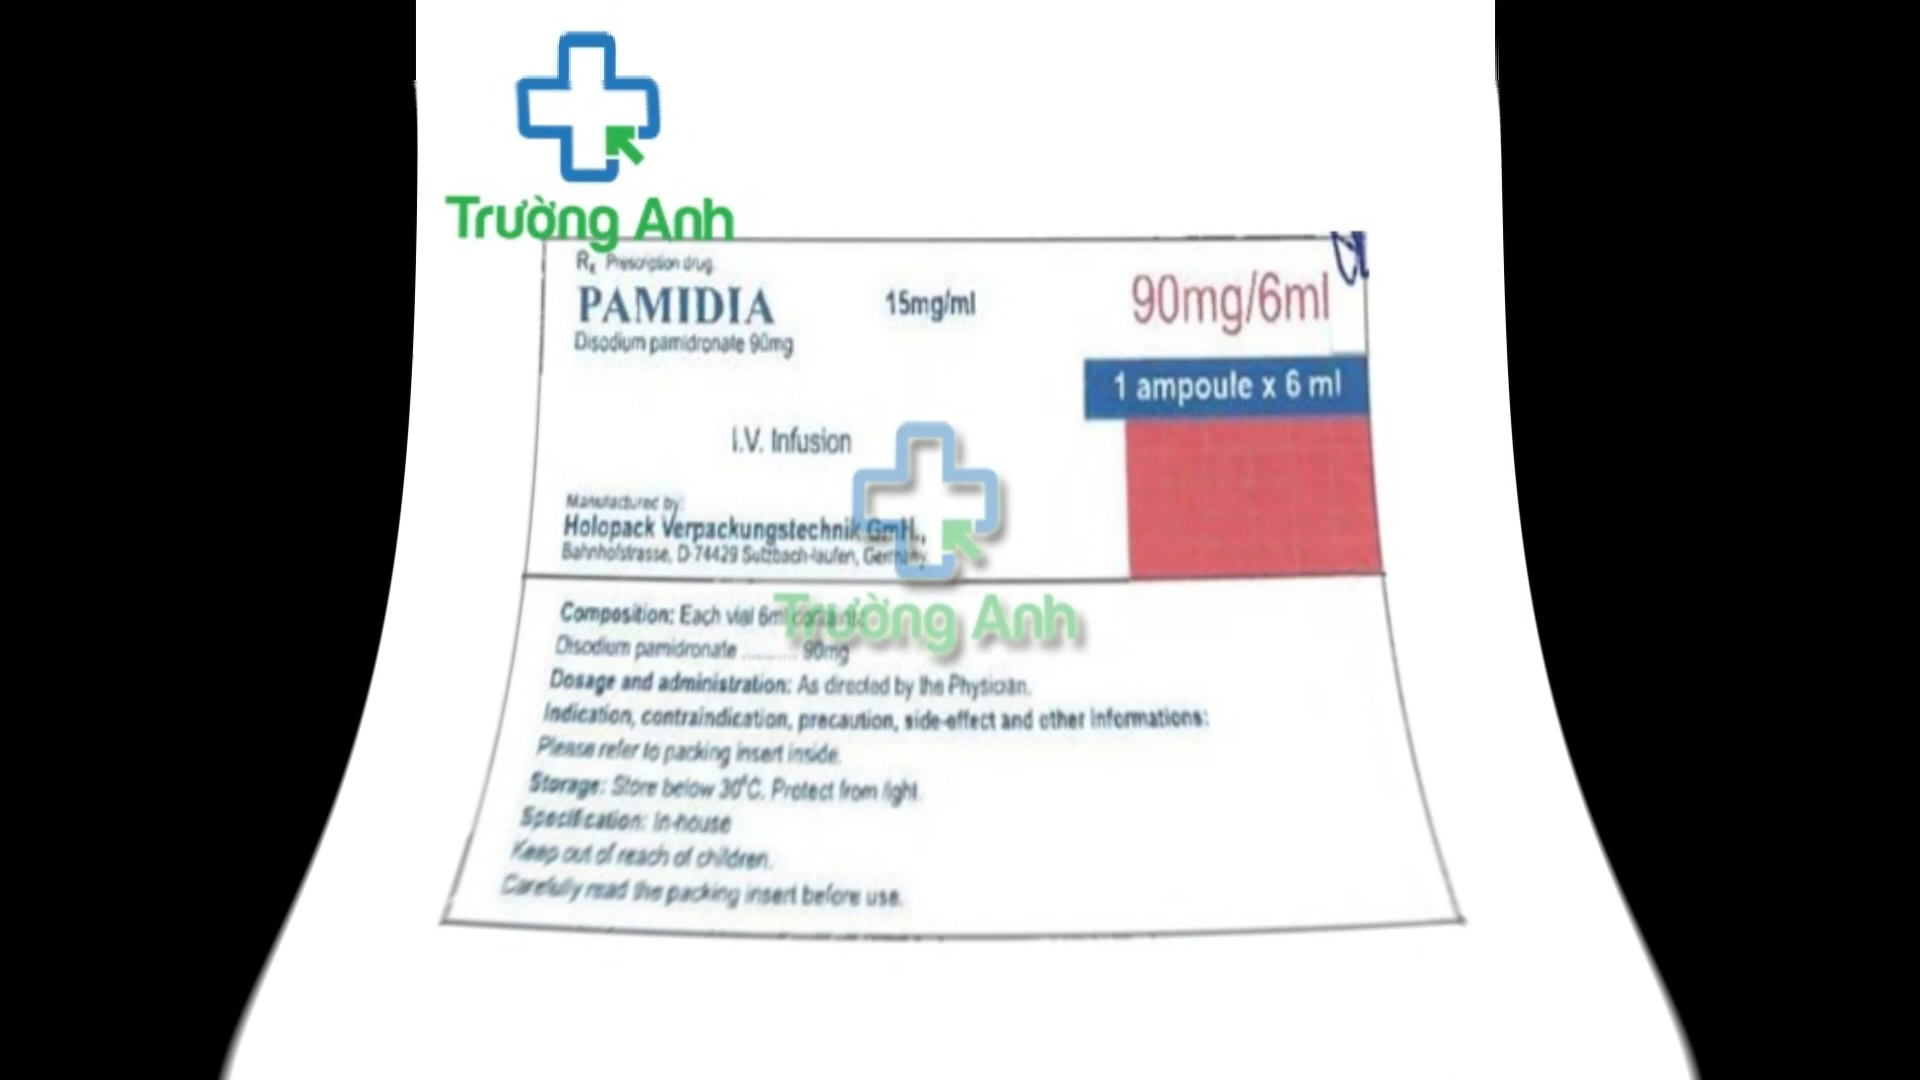 Trường Anh
Rx Prescription drug
PAMIDIA
15mg/ml
90mg/6ml
Disodium pamidronate 90mg
1 ampoule x 6 ml
I.V. Infusion
Manufactured by:
Holopack Verpackungstechnik GmH.,
Bahnhofstrasse, D-74429 Sulzbach-laufen, Germany.
Trường Anh
Composition: Each vial 6ml contains:
Disodium pamidronate .......... 90mg
Dosage and administration: As directed by the Physician.
Indication, contraindication, precaution, side-effect and other informations:
Please refer to packing insert inside.
Storage: Store below 30°C. Protect from light.
Specification: In-house
Keep out of reach of children.
Carefully read the packing insert before use.